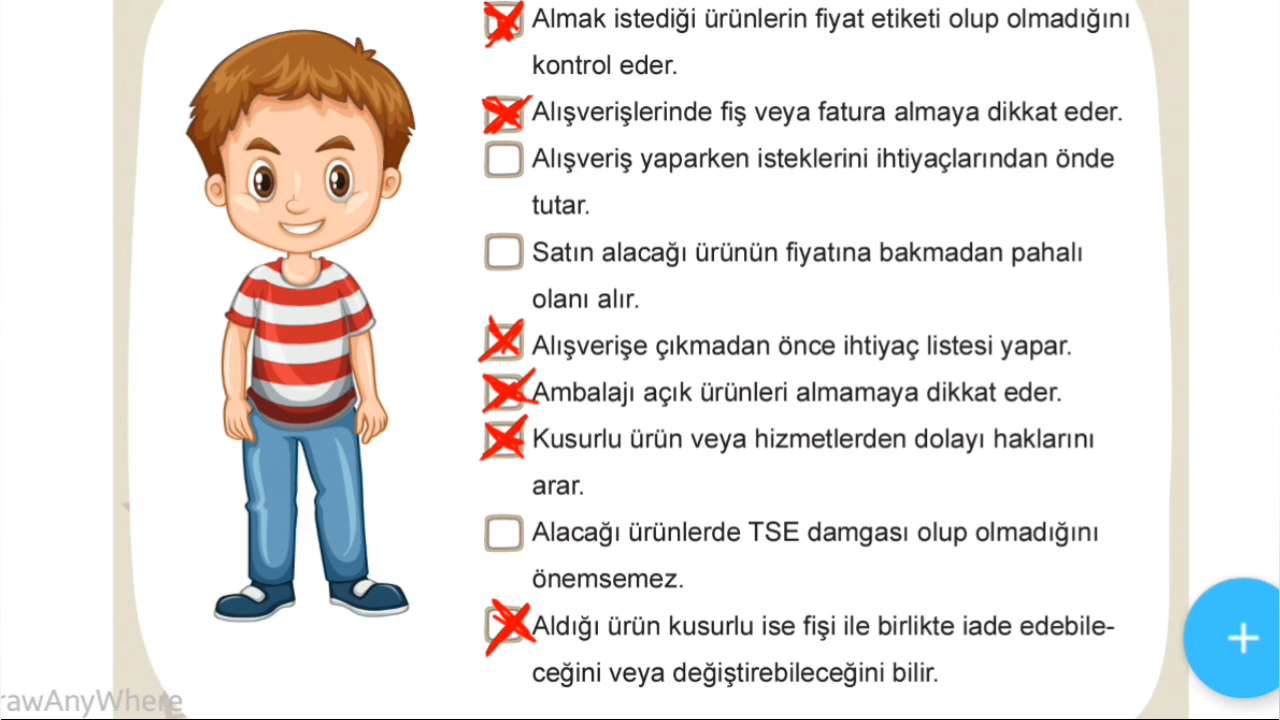 Almak istediği ürünlerin fiyat etiketi olup olmadığını
kontrol eder.
Alışverişlerinde fiş veya fatura almaya dikkat eder.
Alışveriş yaparken isteklerini ihtiyaçlarından önde
tutar.
Satın alacağı ürünün fiyatına bakmadan pahalı
olanı alır.
Alışverişe çıkmadan önce ihtiyaç listesi yapar.
Ambalajı açık ürünleri almamaya dikkat eder.
Kusurlu ürün veya hizmetlerden dolayı haklarını
arar.
Alacağı ürünlerde TSE damgası olup olmadığını
önemsemez.
Aldığı ürün kusurlu ise fişi ile birlikte iade edebile-
ceğini veya değiştirebileceğini bilir.
rawAnyWhere